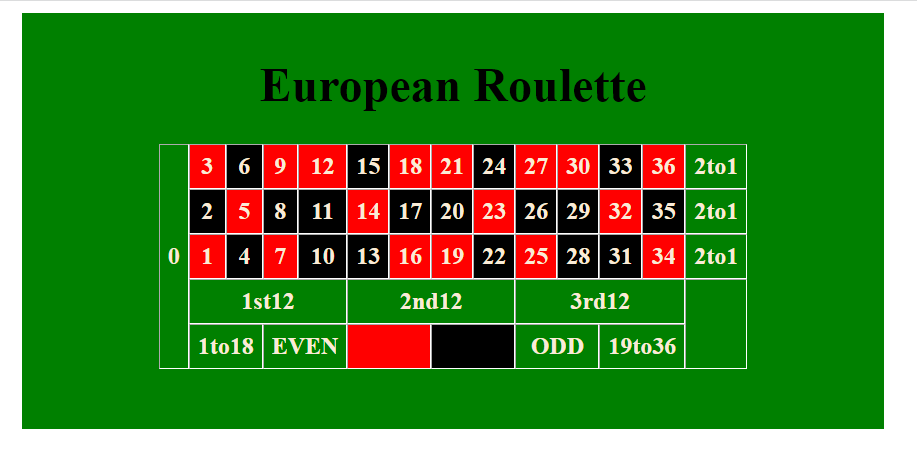 European Roulette
3 6 9 12 15 18 21 24 27 30 33 36 2to1
2 5 8 11 14 17 20 23 26 29 32 35 2to1
0 1 4 7 10 13 16 19 22 25 28 31 34 2to1
1st12 2nd12 3rd12
1to18 EVEN ODD 19to36